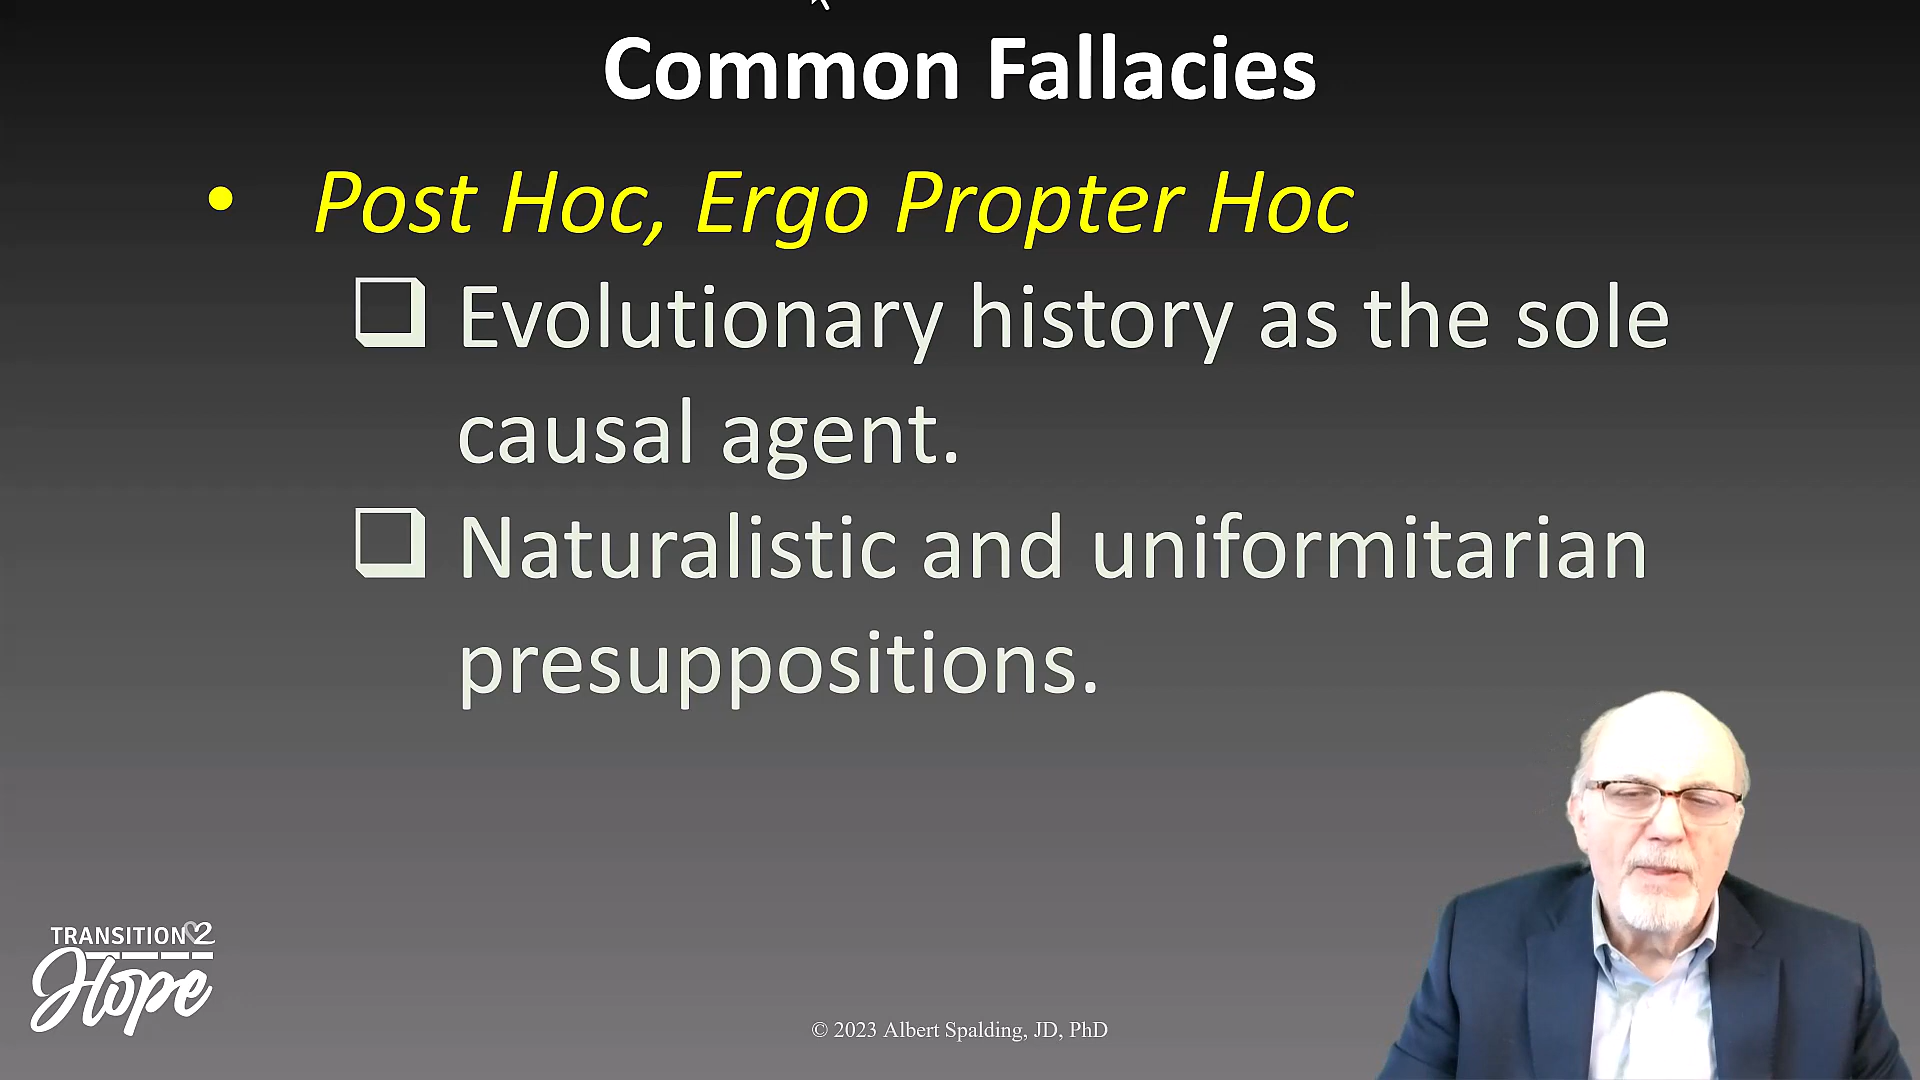 Common Fallacies
• Post Hoc, Ergo Propter Hoc
❑ Evolutionary history as the sole
causal agent.
❑ Naturalistic and uniformitarian
presuppositions.
TRANSITION 2
Hope
© 2023 Albert Spalding, JD, PhD